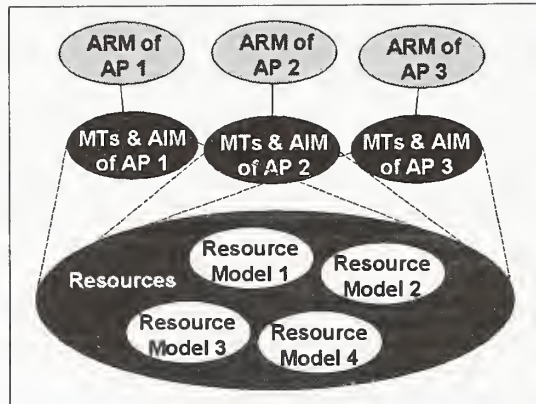 ARM of
AP 1
ARM of
AP 2
ARM of
AP 3
MTs & AIM
of AP 1
MTs & AIM
of AP 2
MTs & AIM
of AP 3
Resources
Resource
Model 1
Resource
Model 2
Resource
Model 3
Resource
Model 4